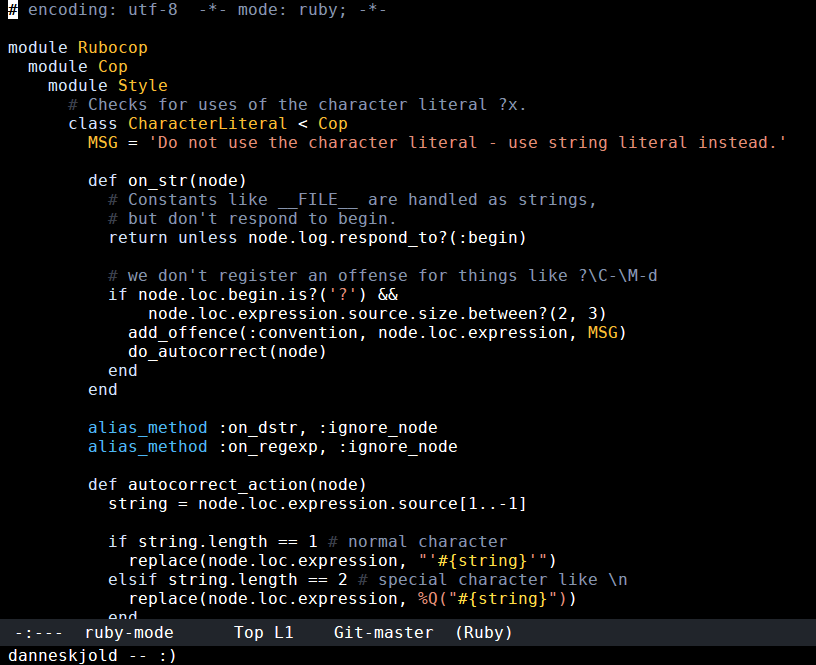 # encoding: utf-8  -*- mode: ruby; -*-

module Rubocop
  module Cop
    module Style
      # Checks for uses of the character literal ?x.
      class CharacterLiteral < Cop
        MSG = 'Do not use the character literal - use string literal instead.'

        def on_str(node)
          # Constants like __FILE__ are handled as strings,
          # but don't respond to begin.
          return unless node.log.respond_to?(:begin)

          # we don't register an offense for things like ?\C-\M-d
          if node.loc.begin.is?('?') &&
              node.loc.expression.source.size.between?(2, 3)
            add_offence(:convention, node.loc.expression, MSG)
            do_autocorrect(node)
          end
        end

        alias_method :on_dstr, :ignore_node
        alias_method :on_regexp, :ignore_node

        def autocorrect_action(node)
          string = node.loc.expression.source[1..-1]

          if string.length == 1 # normal character
            replace(node.loc.expression, "'#{string}'")
          elsif string.length == 2 # special character like \n
            replace(node.loc.expression, %Q("#{string}"))
          end
-:---  ruby-mode      Top L1    Git-master  (Ruby)
danneskjold -- :)